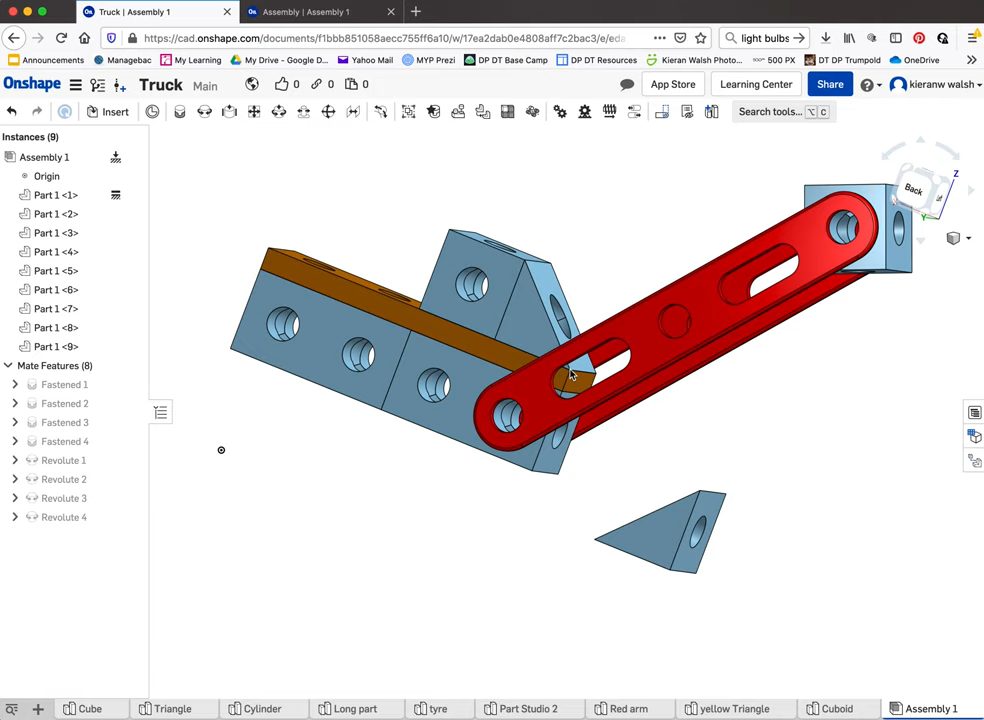 Truck | Assembly 1
Assembly | Assembly 1
https://cad.onshape.com/documents/f1bbb851058aecc755ff6a10/w/17ea2dab0e4808aff7c2bac3/e/eda
light bulbs
Announcements
Managebac
My Learning
My Drive - Google D...
Yahoo Mail
MYP Prezi
DP DT Base Camp
DP DT Resources
Kieran Walsh Photo...
500 PX
DT DP Trumpold
OneDrive
Onshape
Truck Main
0
0
0
App Store
Learning Center
Share
kieranw walsh
Insert
Search tools... ⌥ C
Instances (9)
Assembly 1
Origin
Part 1 <1>
Part 1 <2>
Part 1 <3>
Part 1 <4>
Part 1 <5>
Part 1 <6>
Part 1 <7>
Part 1 <8>
Part 1 <9>
Mate Features (8)
Fastened 1
Fastened 2
Fastened 3
Fastened 4
Revolute 1
Revolute 2
Revolute 3
Revolute 4
Z
Back
Y
Cube
Triangle
Cylinder
Long part
tyre
Part Studio 2
Red arm
yellow Triangle
Cuboid
Assembly 1